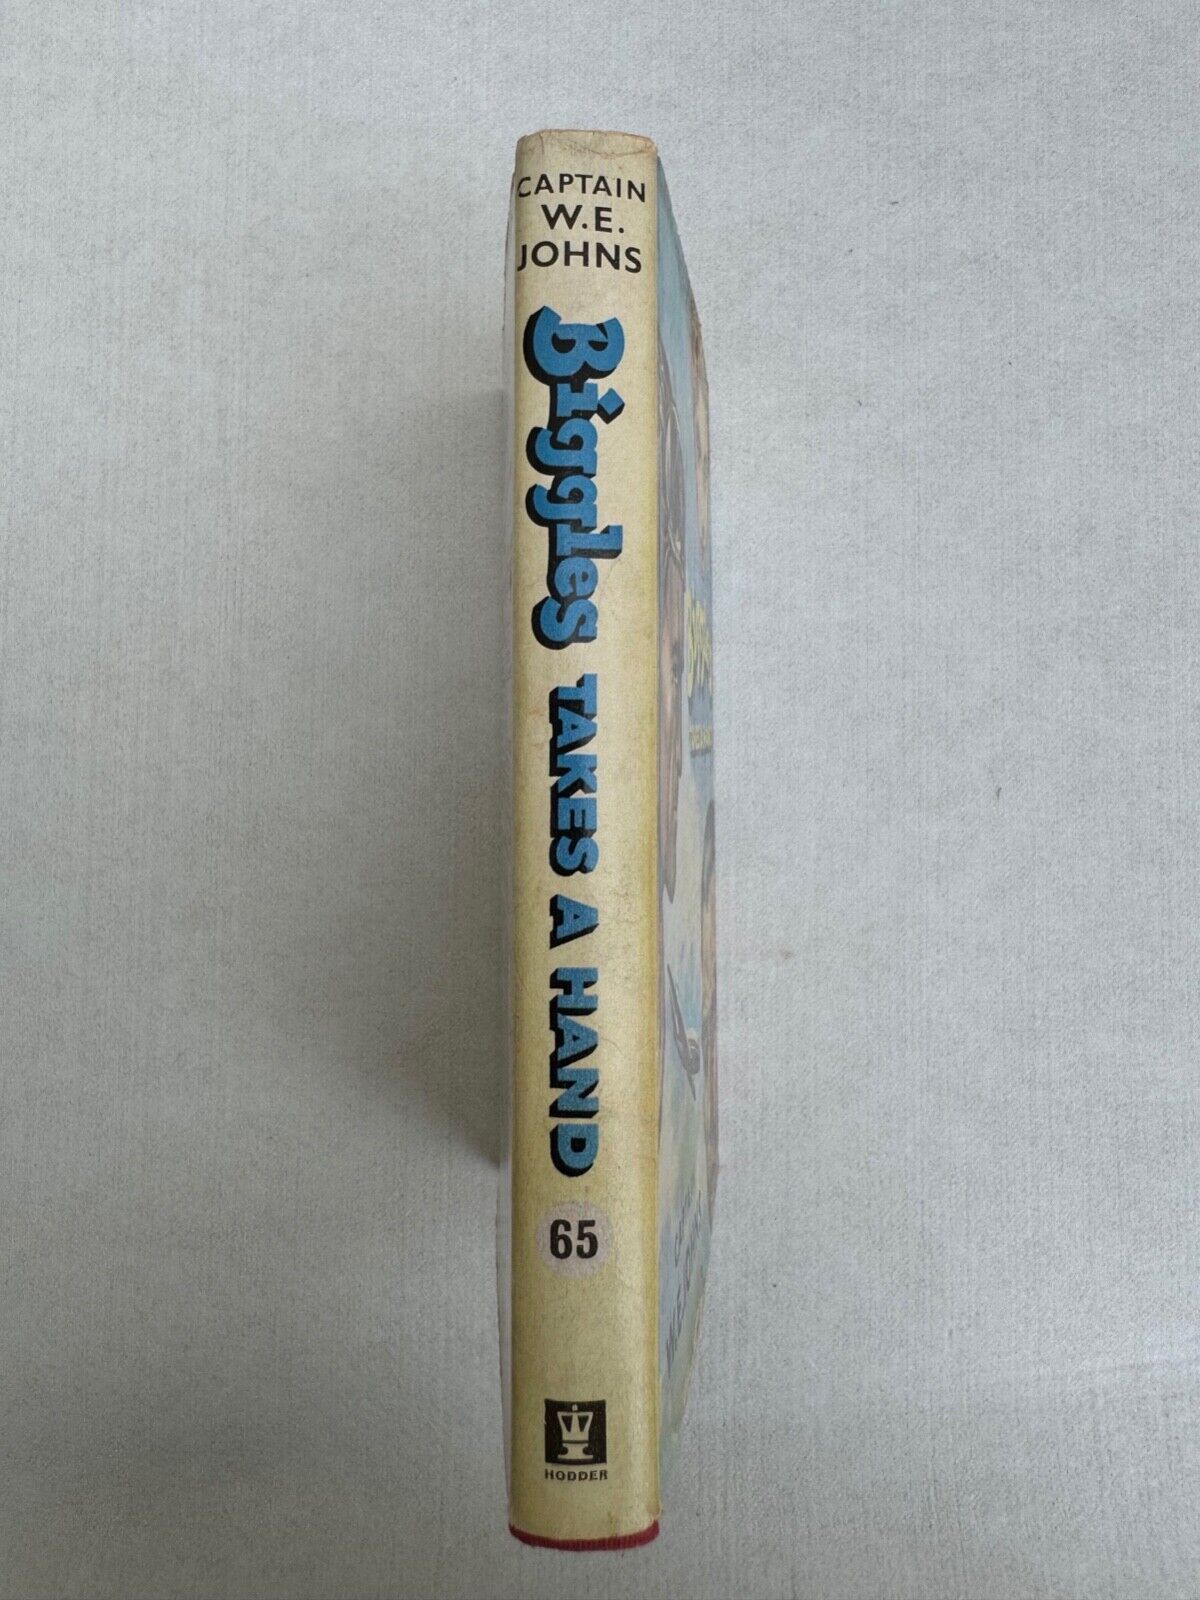 CAPTAIN
W.E.
JOHNS
Biggles TAKES A HAND
65
HODDER